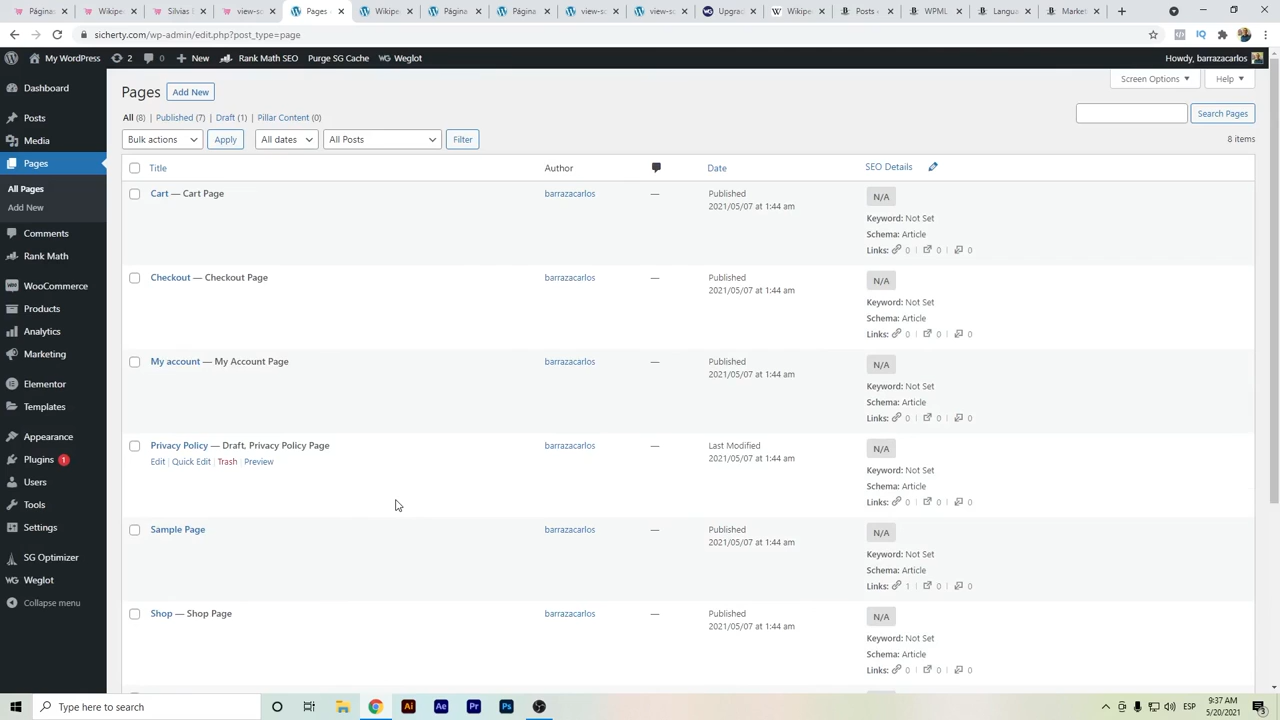 Página
Wikipe
Silvias
view-sc
Pages -
Wikipe
Página
Página
view-so
view-sc
Upgrad
Wikipe
Posts -
WPML
Langua
Market
sicherty.com/wp-admin/edit.php?post_type=page
My WordPress 2 0 New Rank Math SEO Purge SG Cache Weglot Howdy, barrazacarlos
Dashboard
Posts
Media
Pages
All Pages
Add New
Comments
Rank Math
WooCommerce
Products
Analytics
Marketing
Elementor
Templates
Appearance
Plugins 1
Users
Tools
Settings
SG Optimizer
Weglot
Collapse menu
Screen Options Help
Pages Add New
All (8) | Published (7) | Draft (1) | Pillar Content (0)
Search Pages
Bulk actions Apply All dates All Posts Filter
8 items
Title Author Date SEO Details
Cart — Cart Page barrazacarlos — Published
2021/05/07 at 1:44 am
N/A
Keyword: Not Set
Schema: Article
Links: 0 | 0 | 0
Checkout — Checkout Page barrazacarlos — Published
2021/05/07 at 1:44 am
N/A
Keyword: Not Set
Schema: Article
Links: 0 | 0 | 0
My account — My Account Page barrazacarlos — Published
2021/05/07 at 1:44 am
N/A
Keyword: Not Set
Schema: Article
Links: 0 | 0 | 0
Privacy Policy — Draft, Privacy Policy Page barrazacarlos — Last Modified
Edit | Quick Edit | Trash | Preview
2021/05/07 at 1:44 am
N/A
Keyword: Not Set
Schema: Article
Links: 0 | 0 | 0
Sample Page barrazacarlos — Published
2021/05/07 at 1:44 am
N/A
Keyword: Not Set
Schema: Article
Links: 1 | 0 | 0
Shop — Shop Page barrazacarlos — Published
2021/05/07 at 1:44 am
N/A
Keyword: Not Set
Schema: Article
Links: 0 | 0 | 0
Type here to search
Ai Ae Pr Ps
ESP
9:37 AM
5/20/2021
3